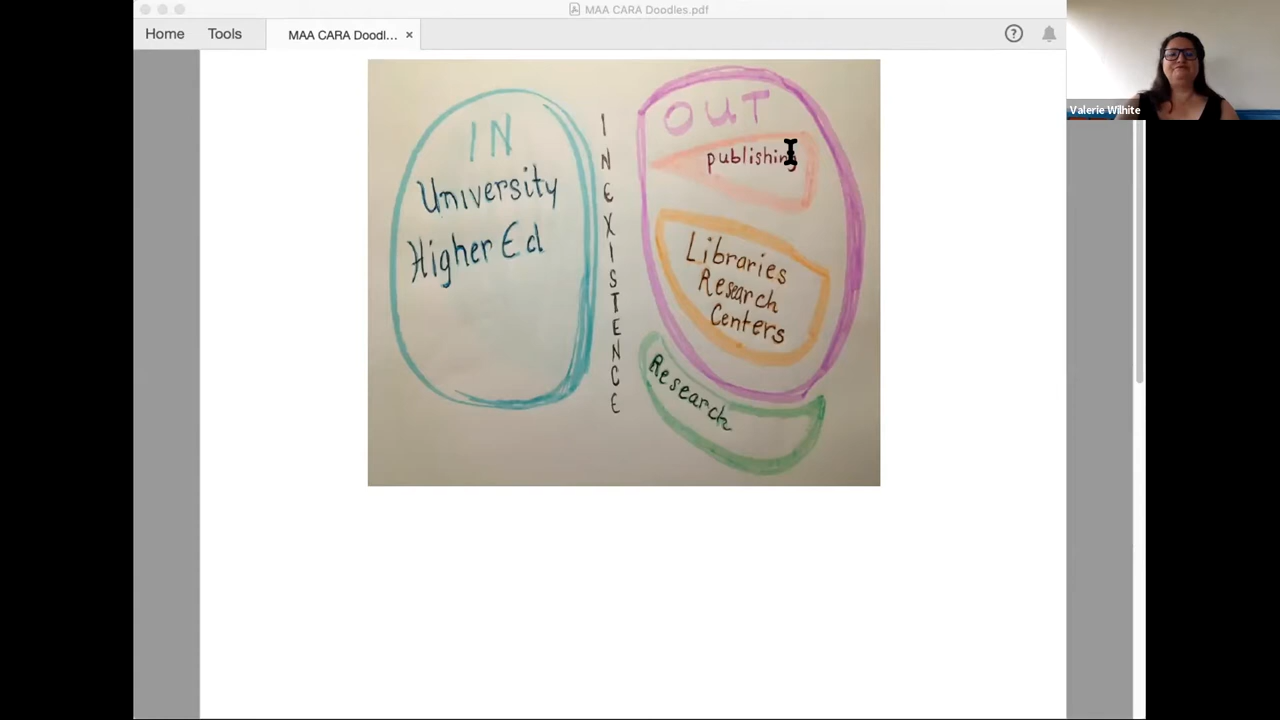 MAA CARA Doodles.pdf
Home
Tools
MAA CARA Doodl... ×
?
Valerie Wilhite
IN
University
Higher Ed
INEXISTENCE
OUT
publishing
Libraries
Research
Centers
Research